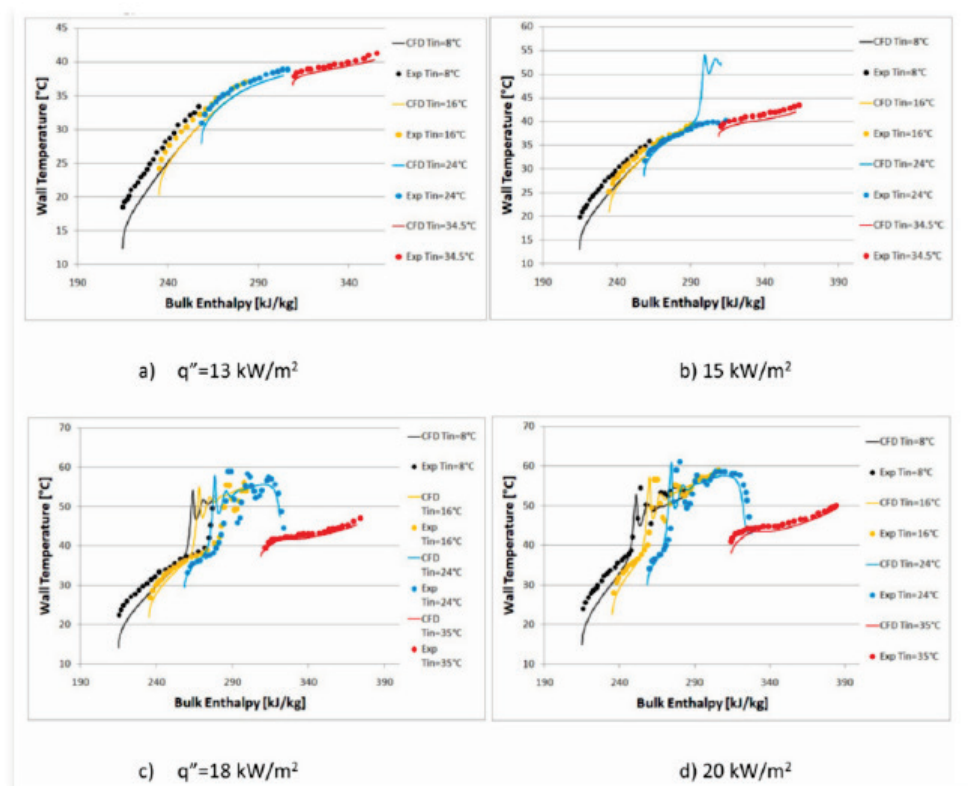 45
40
35
30
25
20
15
10
Wall Temperature [°C]
190
240
290
340
Bulk Enthalpy [kJ/kg]
CFD Tin=8°C
Exp Tin=8°C
CFD Tin=16°C
Exp Tin=16°C
CFD Tin=24°C
Exp Tin=24°C
CFD Tin=34.5°C
Exp Tin=34.5°C
60
55
50
45
40
35
30
25
20
15
10
Wall Temperature [°C]
190
240
290
340
390
Bulk Enthalpy [kJ/kg]
CFD Tin=8°C
Exp Tin=8°C
CFD Tin=16°C
Exp Tin=16°C
CFD Tin=24°C
Exp Tin=24°C
CFD Tin=34.5°C
Exp Tin=34.5°C
a) q″=13 kW/m²
b) 15 kW/m²
70
60
50
40
30
20
10
Wall Temperature [°C]
190
240
290
340
390
Bulk Enthalpy [kJ/kg]
CFD Tin=8°C
Exp Tin=8°C
CFD
Tin=16°C
Exp
Tin=16°C
CFD
Tin=24°C
Exp
Tin=24°C
CFD
Tin=35°C
Exp
Tin=35°C
70
60
50
40
30
20
10
Wall Temperature [°C]
190
240
290
340
390
Bulk Enthalpy [kJ/kg]
CFD Tin=8°C
Exp Tin=8°C
CFD Tin=16°C
Exp Tin=16°C
CFD Tin=24°C
Exp Tin=24°C
CFD Tin=35°C
Exp Tin=35°C
c) q″=18 kW/m²
d) 20 kW/m²